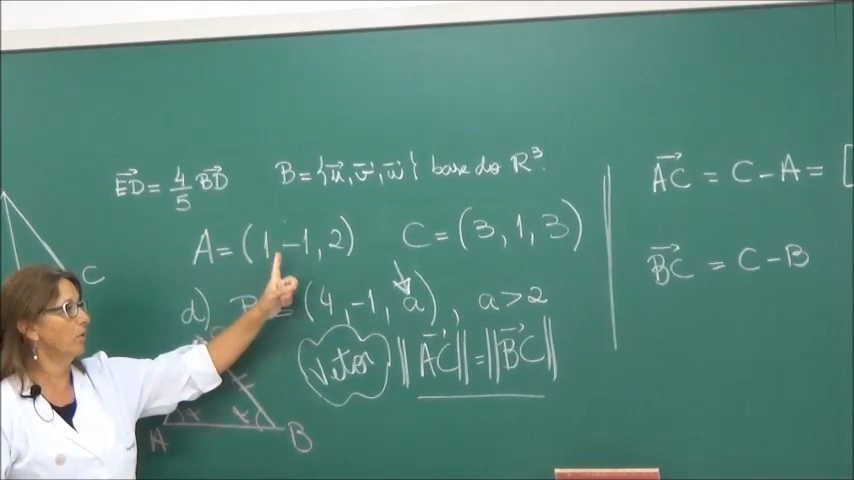 ED = 4/5 BD   B = {u, v, w} base do R³.
A = (1, -1, 2)   C = (3, 1, 3)
d) B = (4, -1, a), a > 2
Vetor   ||AC|| = ||BC||
C
A
B
AC = C - A = [
BC = C - B